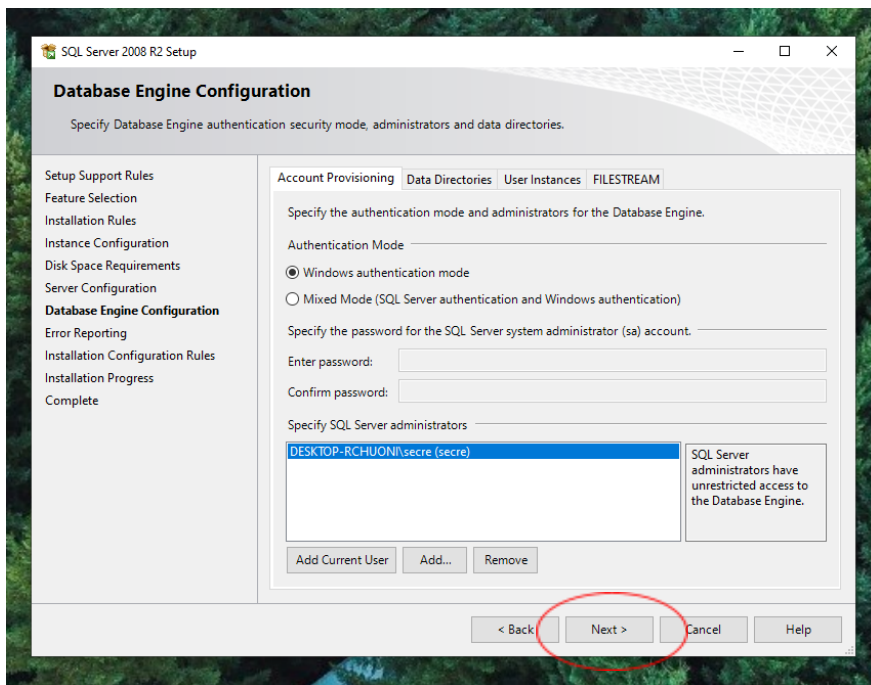 SQL Server 2008 R2 Setup
Database Engine Configuration
Specify Database Engine authentication security mode, administrators and data directories.
Setup Support Rules
Feature Selection
Installation Rules
Instance Configuration
Disk Space Requirements
Server Configuration
Database Engine Configuration
Error Reporting
Installation Configuration Rules
Installation Progress
Complete
Account Provisioning Data Directories User Instances FILESTREAM
Specify the authentication mode and administrators for the Database Engine.
Authentication Mode
Windows authentication mode
Mixed Mode (SQL Server authentication and Windows authentication)
Specify the password for the SQL Server system administrator (sa) account.
Enter password:
Confirm password:
Specify SQL Server administrators
DESKTOP-RCHUONI\secre (secre)
SQL Server
administrators have
unrestricted access to
the Database Engine.
Add Current User Add... Remove
< Back Next > Cancel Help